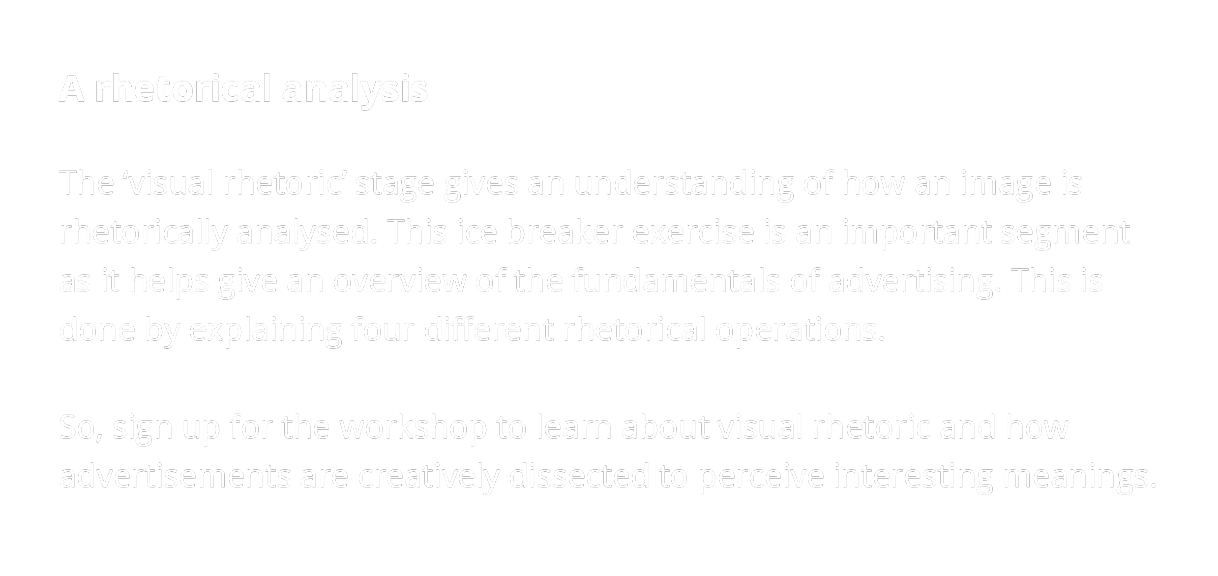 A rhetorical analysis
The ‘visual rhetoric’ stage gives an understanding of how an image is
rhetorically analysed. This ice breaker exercise is an important segment
as it helps give an overview of the fundamentals of advertising. This is
done by explaining four different rhetorical operations.
So, sign up for the workshop to learn about visual rhetoric and how
advertisements are creatively dissected to perceive interesting meanings.